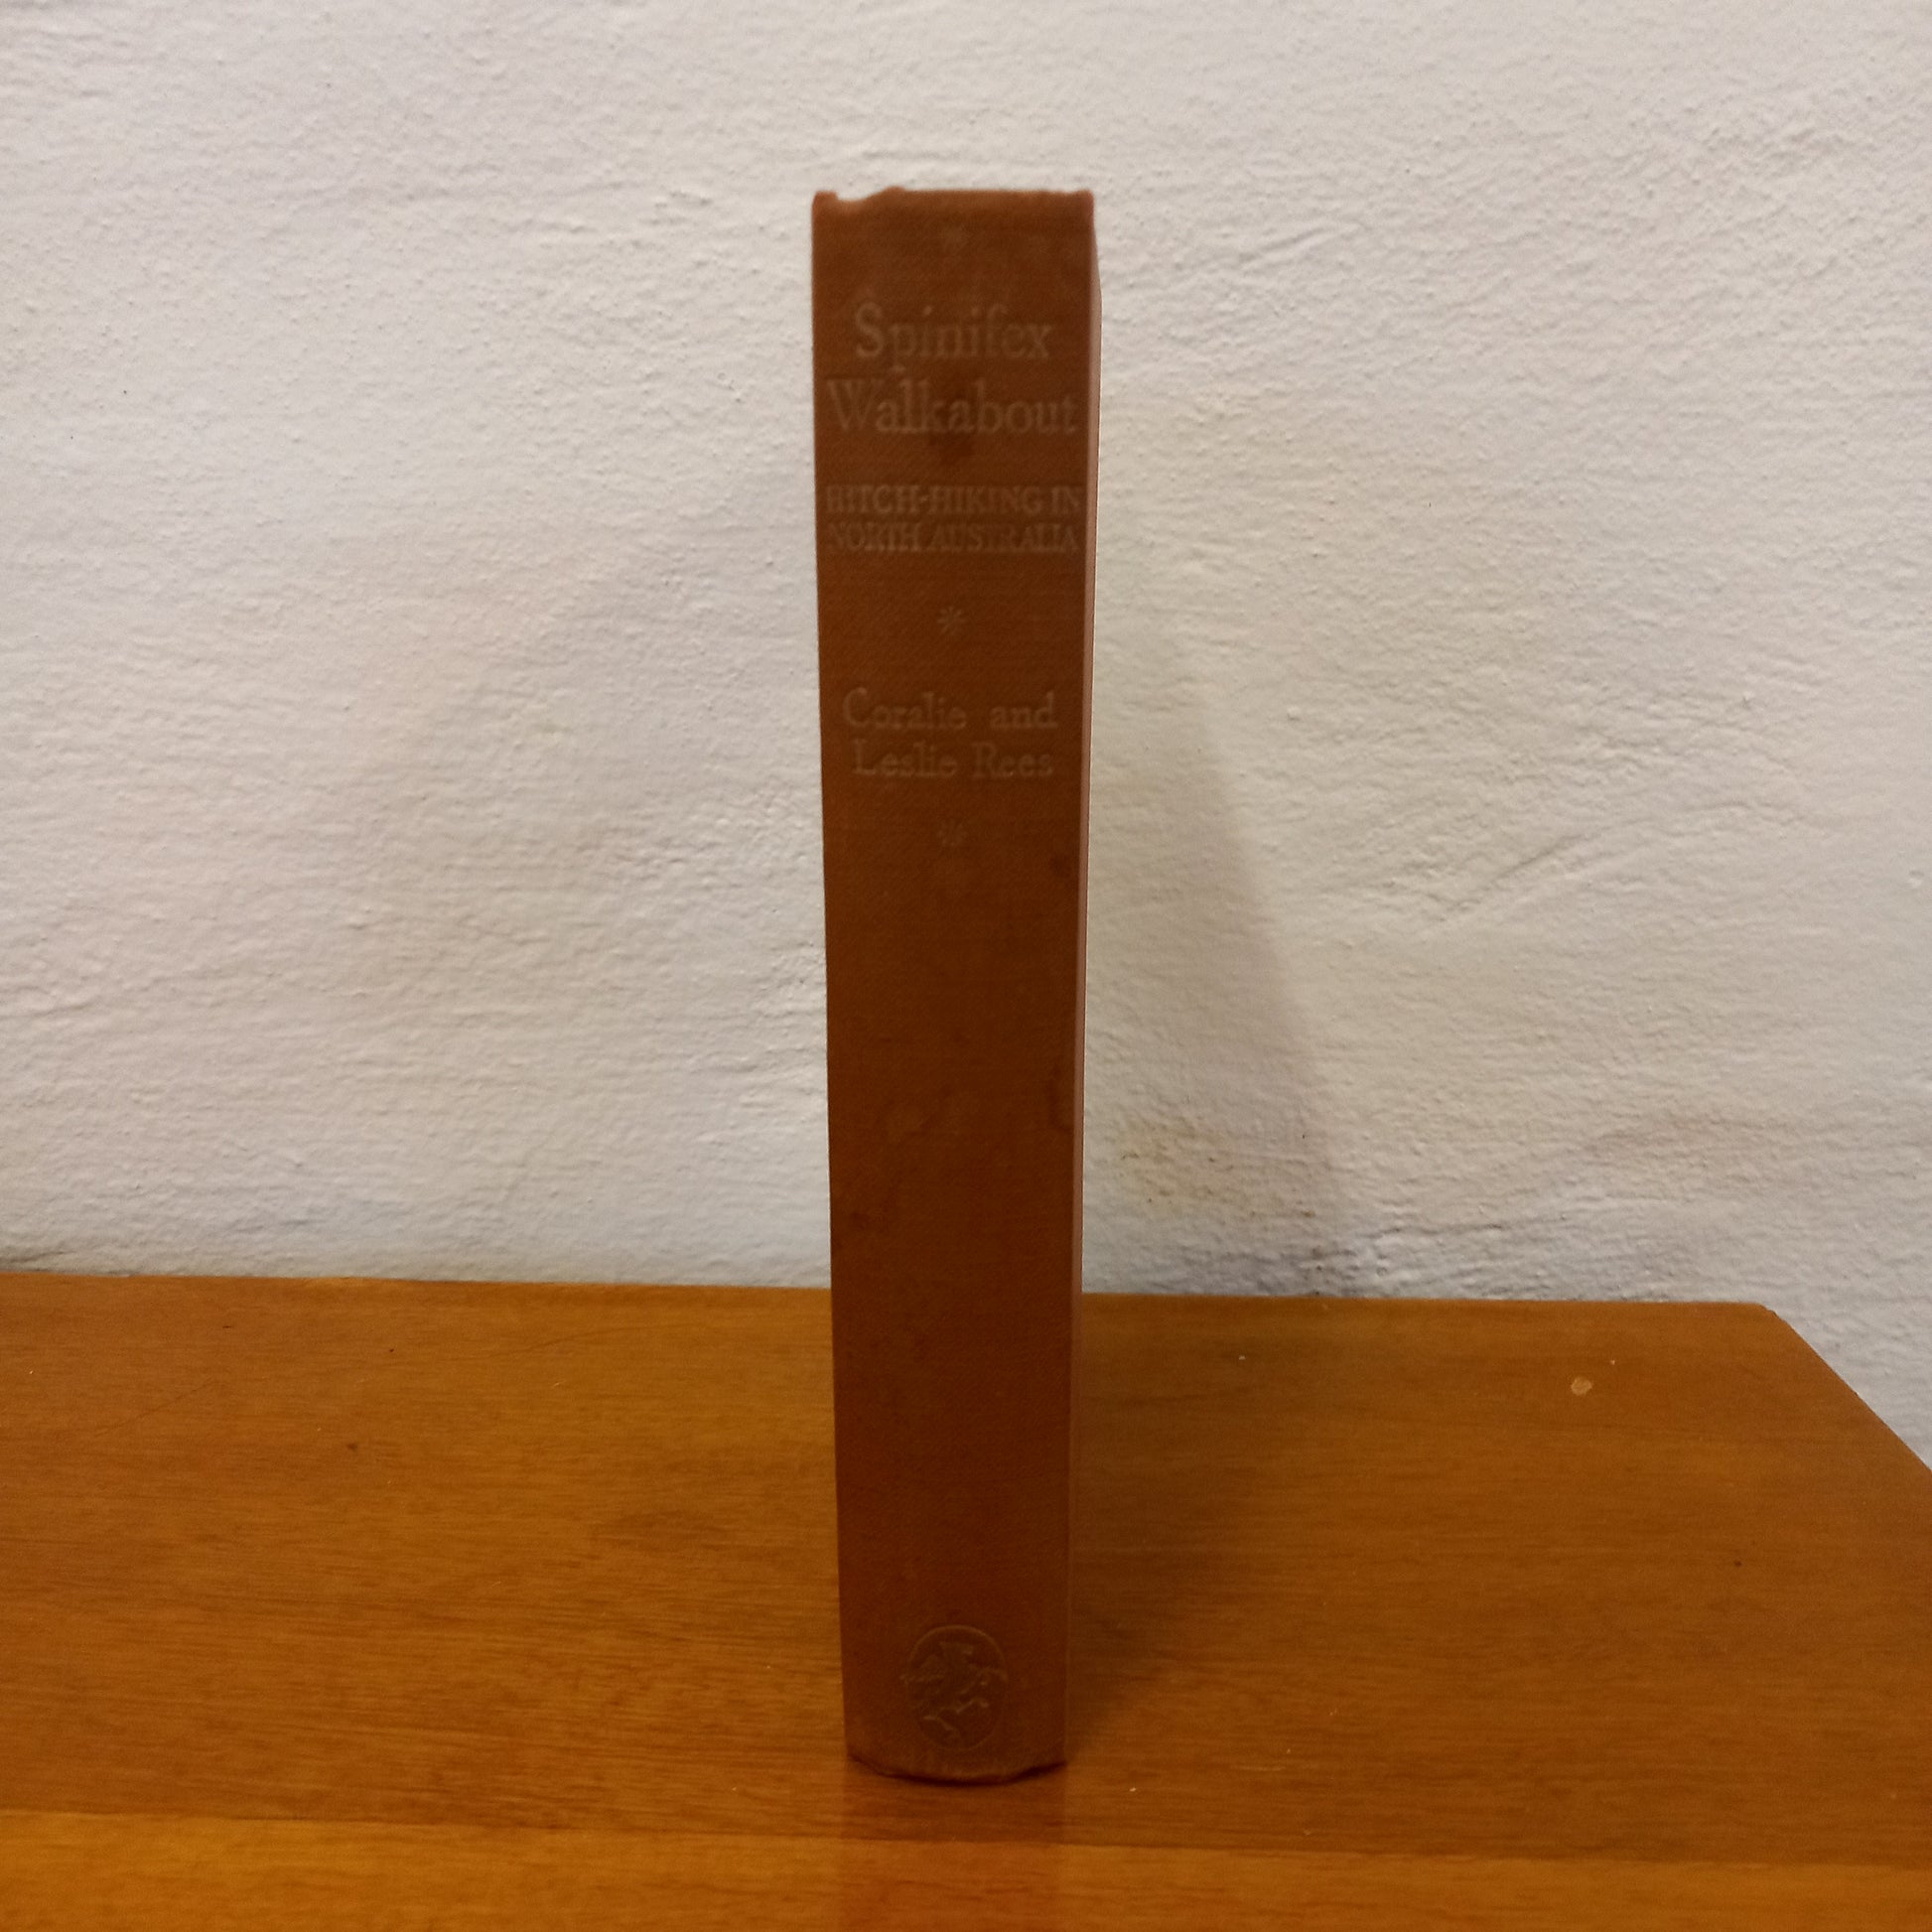 Spinifex
Walkabout
HITCH-HIKING IN
NORTH AUSTRALIA
*
Coralie and
Leslie Rees
*